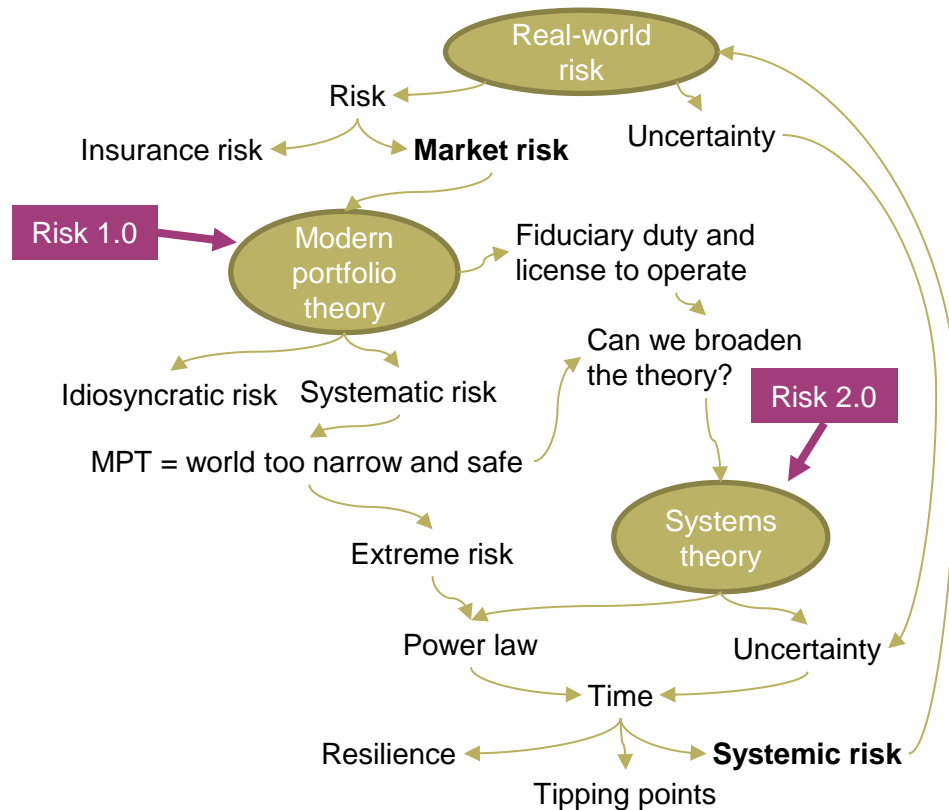 Real-world
risk
Risk
Uncertainty
Insurance risk
Market risk
Risk 1.0
Modern
portfolio
theory
Fiduciary duty and
license to operate
Can we broaden
the theory?
Idiosyncratic risk
Systematic risk
Risk 2.0
MPT = world too narrow and safe
Systems
theory
Extreme risk
Power law
Uncertainty
Time
Resilience
Systemic risk
Tipping points